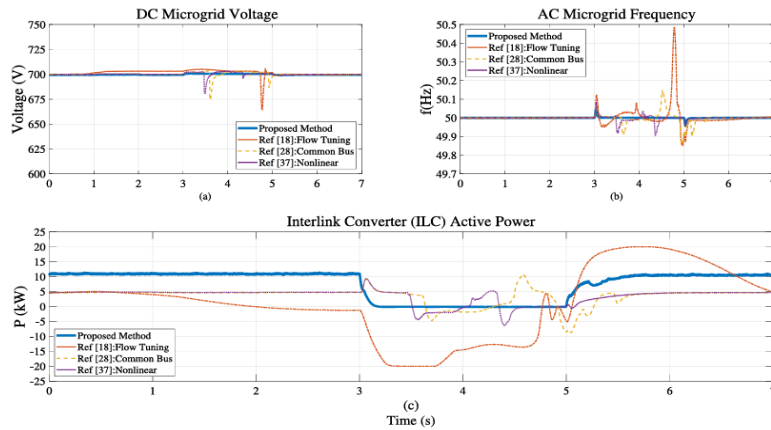 DC Microgrid Voltage
750
725
700
675
650
625
600
Voltage (V)
Proposed Method
Ref [18]:Flow Tuning
Ref [28]:Common Bus
Ref [37]:Nonlinear
0 1 2 3 4 5 6 7
(a)
AC Microgrid Frequency
50.5
50.4
50.3
50.2
50.1
50
49.9
49.8
49.7
f(Hz)
Proposed Method
Ref [18]:Flow Tuning
Ref [28]:Common Bus
Ref [37]:Nonlinear
0 1 2 3 4 5 6 7
(b)
Interlink Converter (ILC) Active Power
25
20
15
10
5
0
-5
-10
-15
-20
-25
P (kW)
Proposed Method
Ref [18]:Flow Tuning
Ref [28]:Common Bus
Ref [37]:Nonlinear
0 1 2 3 4 5 6 7
(c)
Time (s)